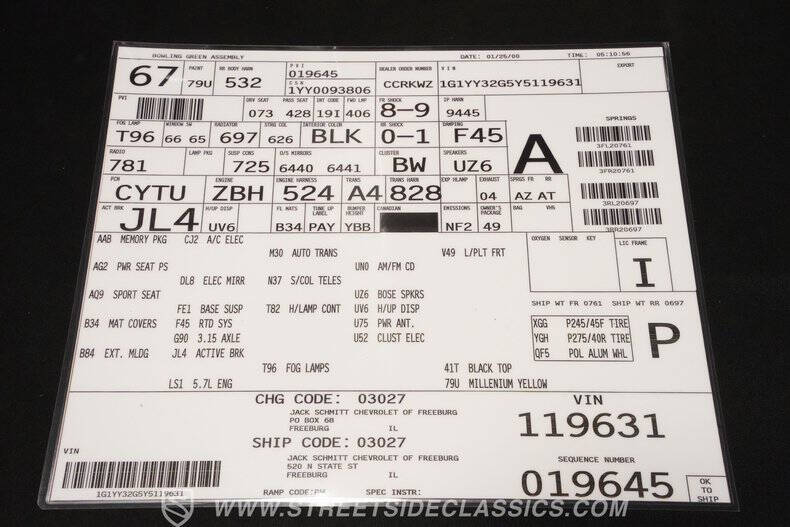 BOWLING GREEN ASSEMBLY DATE: 01/25/00 TIME: 05:10:56
67 PAINT 79U RR BODY HARN 532 PVI 019645 DEALER ORDER NUMBER CCRKWZ VIN 1G1YY32G5Y5119631 EXPORT
CSN 1YY0093806
PVI DRV SEAT 073 PASS SEAT 428 INT CODE 19I FWD LMP 406 FR SHOCK 8-9 IP HARN 9445
SPRINGS
FOG LAMP T96 WINDOW SW 66 65 RADIATOR 697 STRG COL 626 INTERIOR COLOR BLK RR SHOCK 0-1 DAMPING F45
3FL20761
RADIO 781 LAMP PKG SUSP CONS 725 O/S MIRRORS 6440 6441 CLUSTER BW SPEAKERS UZ6 A
3FR20761
PCN CYTU ENGINE ZBH ENGINE HARNESS 524 TRANS A4 TRANS HARN 828 EXP HLAMP EXHAUST 04 SPRGS FR RR AZ AT
3RL20697
ACT BRK JL4 H/UP DISP UV6 FL MATS B34 TUNE UP LABEL PAY BUMPER HEIGHT YBB CANADIAN EMISSIONS NF2 OWNER'S PACKAGE 49 BAG VHS
3RR20697
AAB MEMORY PKG CJ2 A/C ELEC
M30 AUTO TRANS V49 L/PLT FRT
OXYGEN SENSOR KEY LIC FRAME I
AG2 PWR SEAT PS UN0 AM/FM CD
DL8 ELEC MIRR N37 S/COL TELES
AQ9 SPORT SEAT UZ6 BOSE SPKRS
SHIP WT FR 0761 SHIP WT RR 0697
FE1 BASE SUSP T82 H/LAMP CONT UV6 H/UP DISP
B34 MAT COVERS F45 RTD SYS U75 PWR ANT.
XGG P245/45F TIRE
G90 3.15 AXLE U52 CLUST ELEC
YGH P275/40R TIRE P
B84 EXT. MLDG JL4 ACTIVE BRK
QF5 POL ALUM WHL
T96 FOG LAMPS 41T BLACK TOP
LS1 5.7L ENG 79U MILLENIUM YELLOW
CHG CODE: 03027 VIN
JACK SCHMITT CHEVROLET OF FREEBURG
PO BOX 68
FREEBURG IL
119631
SHIP CODE: 03027
JACK SCHMITT CHEVROLET OF FREEBURG
520 N STATE ST
FREEBURG IL
SEQUENCE NUMBER
019645
VIN
1G1YY32G5Y5119631
RAMP CODE: SPEC INSTR:
OK TO SHIP
WWW.STREETSIDECLASSICS.COM